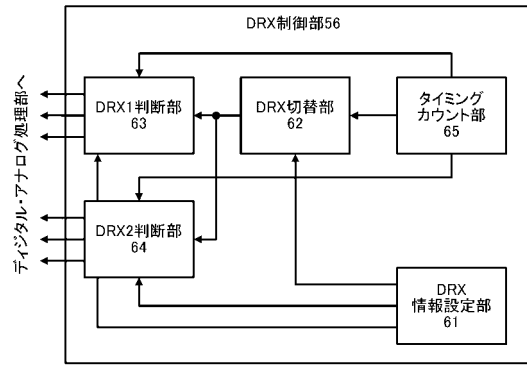 DRX制御部56
DRX1判断部
63
DRX切替部
62
タイミング
カウント部
65
DRX2判断部
64
DRX
情報設定部
61
ディジタル・アナログ処理部へ